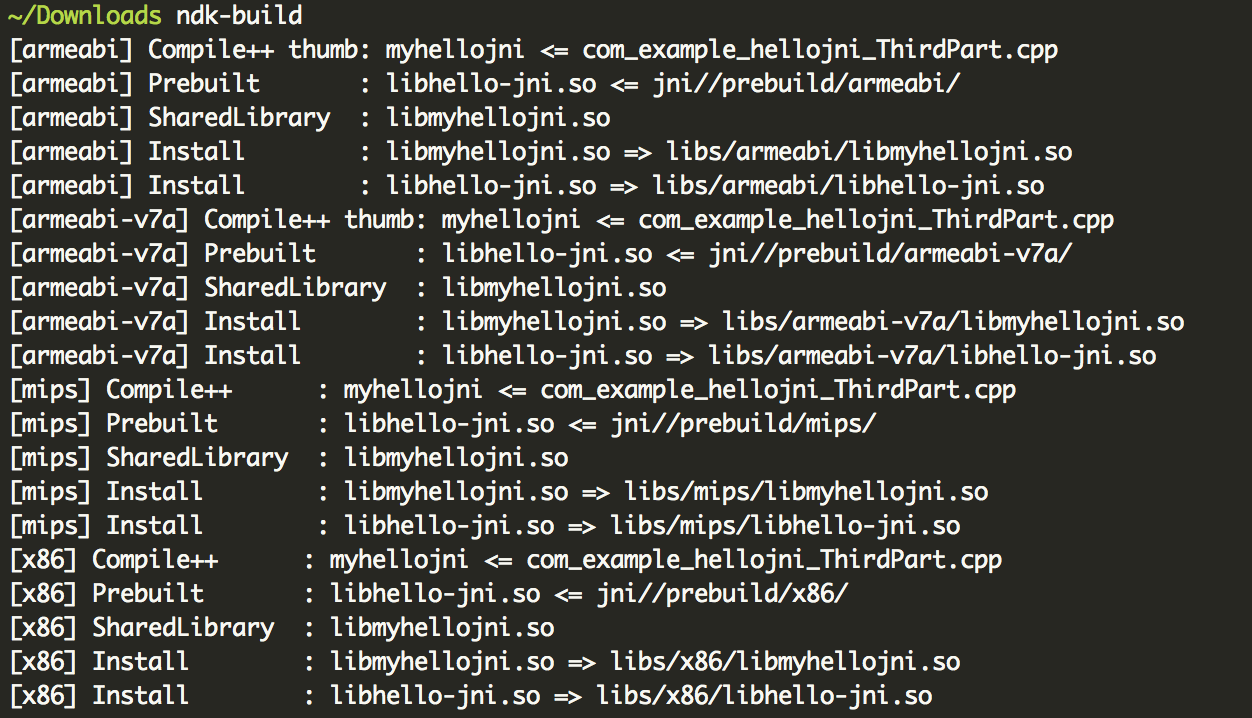 ~/Downloads ndk-build
[armeabi] Compile++ thumb: myhellojni <= com_example_hellojni_ThirdPart.cpp
[armeabi] Prebuilt       : libhello-jni.so <= jni//prebuild/armeabi/
[armeabi] SharedLibrary  : libmyhellojni.so
[armeabi] Install        : libmyhellojni.so => libs/armeabi/libmyhellojni.so
[armeabi] Install        : libhello-jni.so => libs/armeabi/libhello-jni.so
[armeabi-v7a] Compile++ thumb: myhellojni <= com_example_hellojni_ThirdPart.cpp
[armeabi-v7a] Prebuilt       : libhello-jni.so <= jni//prebuild/armeabi-v7a/
[armeabi-v7a] SharedLibrary  : libmyhellojni.so
[armeabi-v7a] Install        : libmyhellojni.so => libs/armeabi-v7a/libmyhellojni.so
[armeabi-v7a] Install        : libhello-jni.so => libs/armeabi-v7a/libhello-jni.so
[mips] Compile++      : myhellojni <= com_example_hellojni_ThirdPart.cpp
[mips] Prebuilt       : libhello-jni.so <= jni//prebuild/mips/
[mips] SharedLibrary  : libmyhellojni.so
[mips] Install        : libmyhellojni.so => libs/mips/libmyhellojni.so
[mips] Install        : libhello-jni.so => libs/mips/libhello-jni.so
[x86] Compile++      : myhellojni <= com_example_hellojni_ThirdPart.cpp
[x86] Prebuilt       : libhello-jni.so <= jni//prebuild/x86/
[x86] SharedLibrary  : libmyhellojni.so
[x86] Install        : libmyhellojni.so => libs/x86/libmyhellojni.so
[x86] Install        : libhello-jni.so => libs/x86/libhello-jni.so